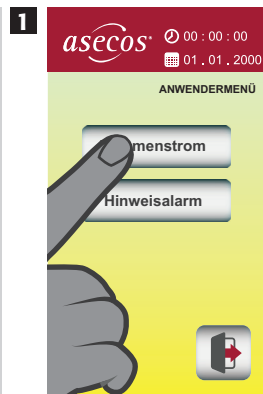 1
asecos
00 : 00 : 00
01 . 01 . 2000
ANWENDERMENÜ
menstrom
Hinweisalarm